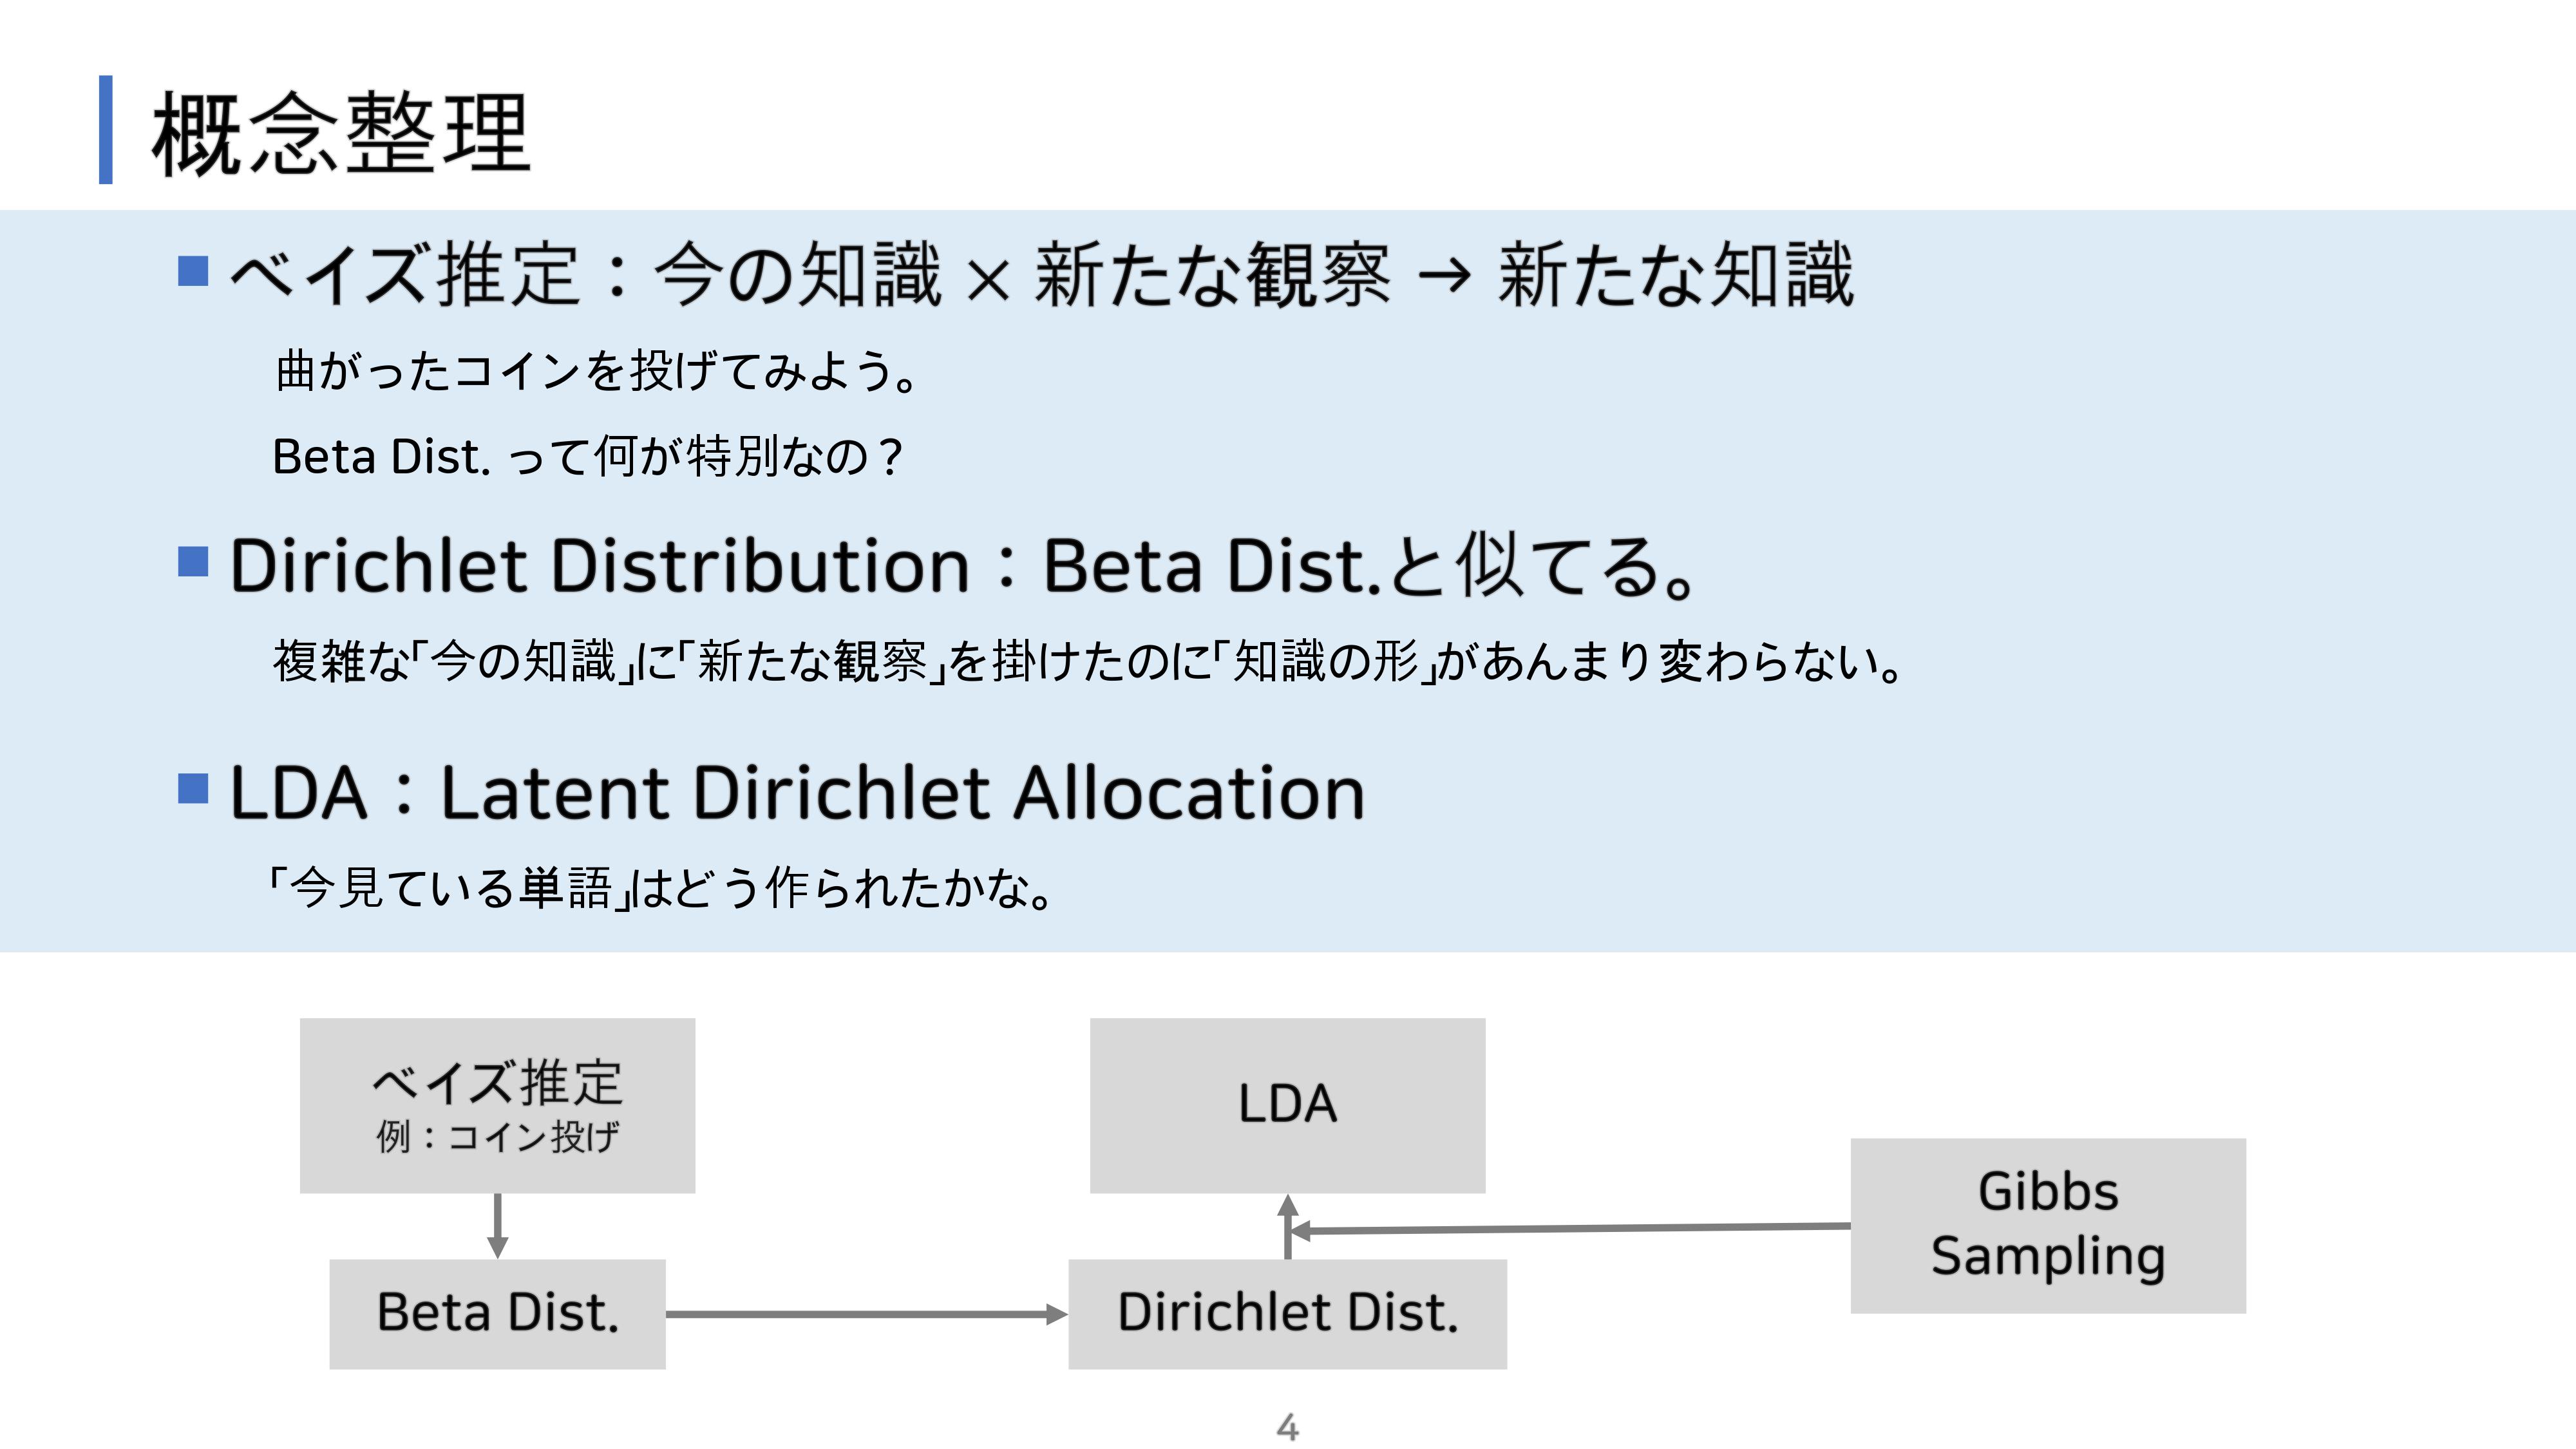 概念整理
ベイズ推定：今の知識 × 新たな観察 → 新たな知識
曲がったコインを投げてみよう。
Beta Dist. って何が特別なの？
Dirichlet Distribution：Beta Dist.と似てる。
複雑な「今の知識」に「新たな観察」を掛けたのに「知識の形」があんまり変わらない。
LDA：Latent Dirichlet Allocation
「今見ている単語」はどう作られたかな。
ベイズ推定
例：コイン投げ
LDA
Gibbs
Sampling
Beta Dist.
Dirichlet Dist.
4